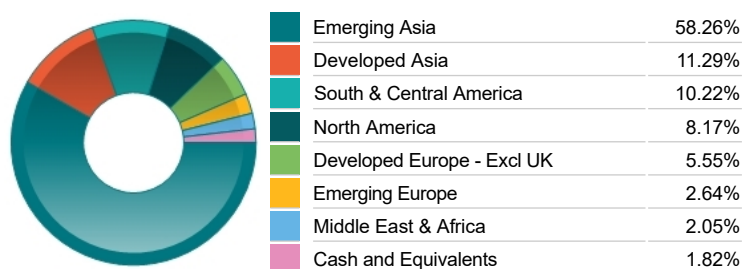 Emerging Asia 58.26%
Developed Asia 11.29%
South & Central America 10.22%
North America 8.17%
Developed Europe - Excl UK 5.55%
Emerging Europe 2.64%
Middle East & Africa 2.05%
Cash and Equivalents 1.82%